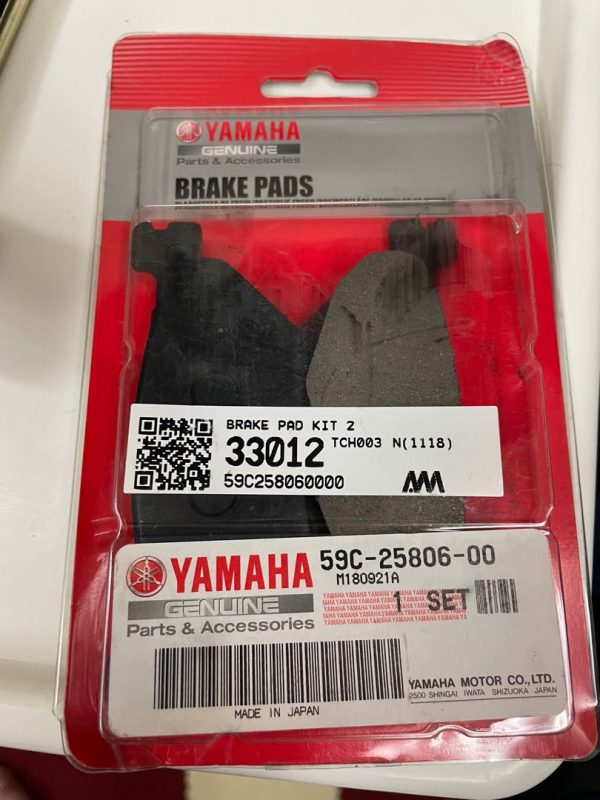 YAMAHA
GENUINE
Parts & Accessories
BRAKE PADS
BRAKE PAD KIT 2
33012 TCH003 N(1118)
59C258060000
YAMAHA 59C-25806-00
M180921A
GENUINE
1 SET
Parts & Accessories
YAMAHA MOTOR CO.,LTD.
2500 SHINGAI IWATA SHIZUOKA JAPAN
MADE IN JAPAN